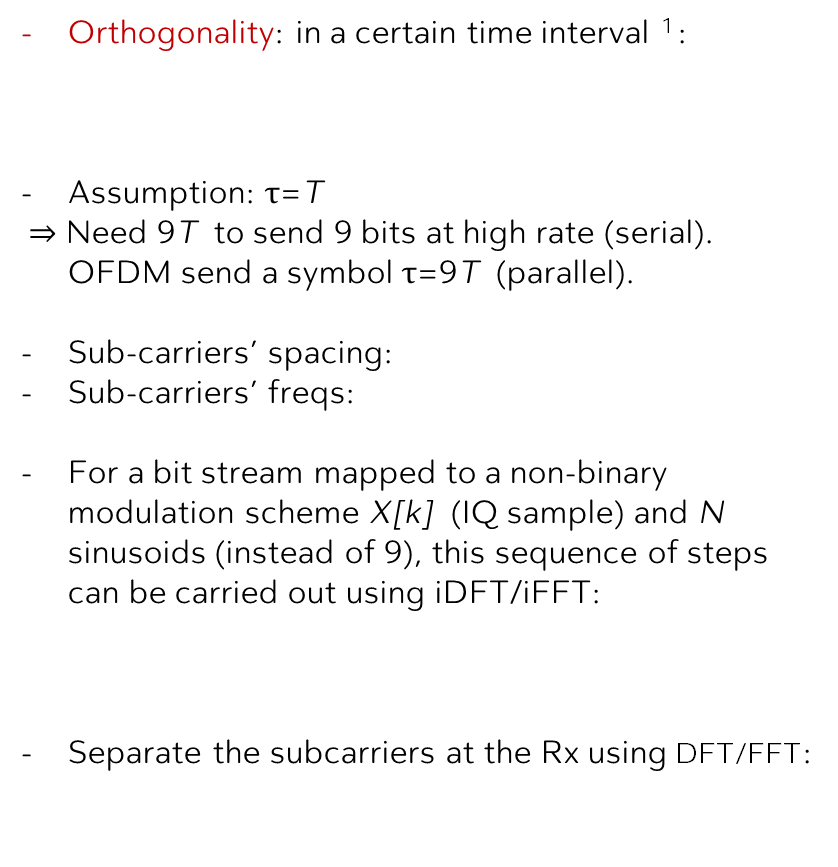 - Orthogonality: in a certain time interval ¹:
- Assumption: τ=T
⇒ Need 9T to send 9 bits at high rate (serial).
OFDM send a symbol τ=9T (parallel).
- Sub-carriers’ spacing:
- Sub-carriers’ freqs:
- For a bit stream mapped to a non-binary
modulation scheme X[k] (IQ sample) and N
sinusoids (instead of 9), this sequence of steps
can be carried out using iDFT/iFFT:
- Separate the subcarriers at the Rx using DFT/FFT: